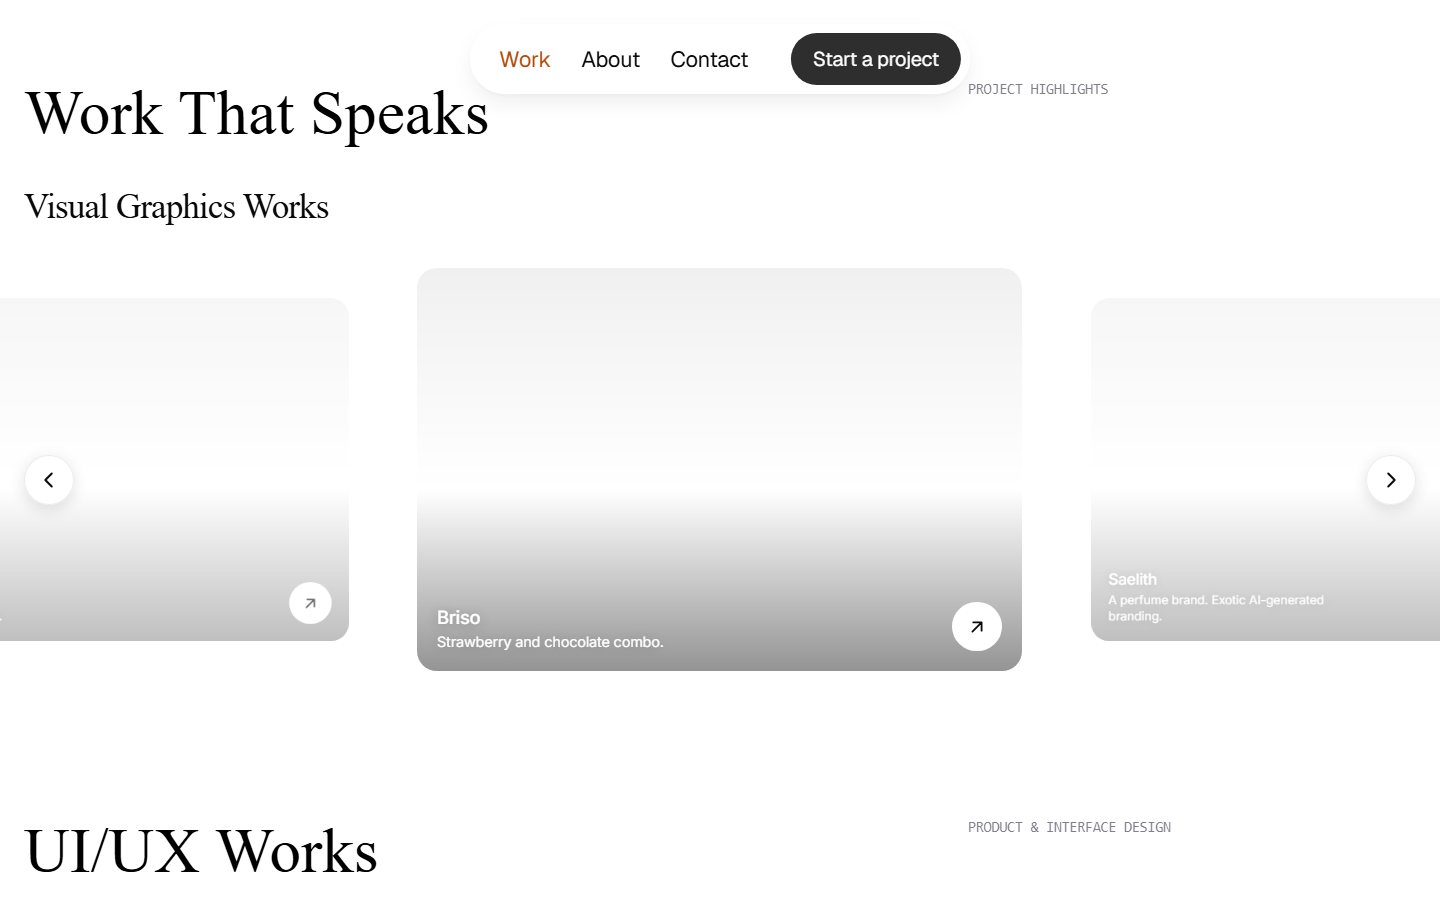 Work
About
Contact
Start a project
PROJECT HIGHLIGHTS
Work That Speaks
Visual Graphics Works
Briso
Strawberry and chocolate combo.
Saelith
A perfume brand. Exotic AI-generated
branding.
UI/UX Works
PRODUCT & INTERFACE DESIGN